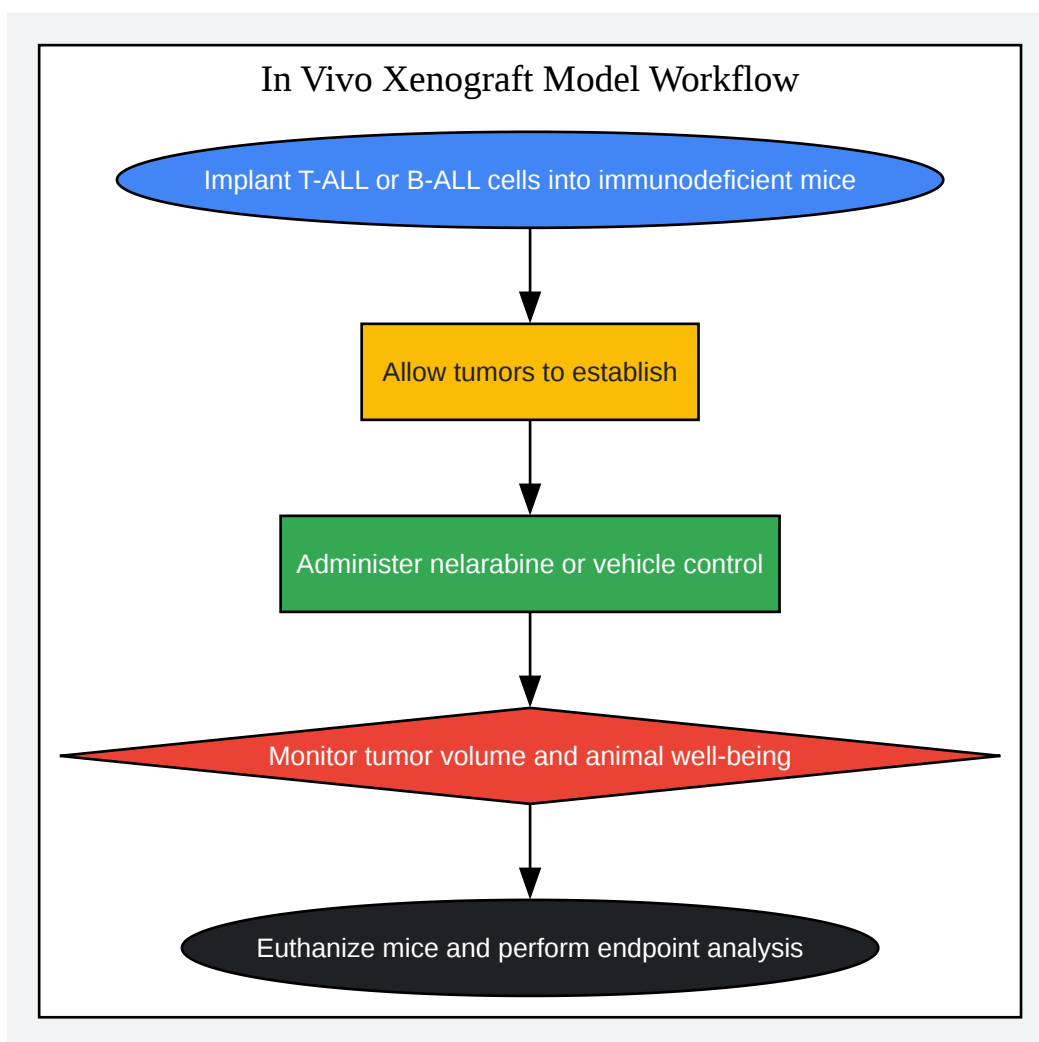 In Vivo Xenograft Model Workflow
Implant T-ALL or B-ALL cells into immunodeficient mice
Allow tumors to establish
Administer nelarabine or vehicle control
Monitor tumor volume and animal well-being
Euthanize mice and perform endpoint analysis